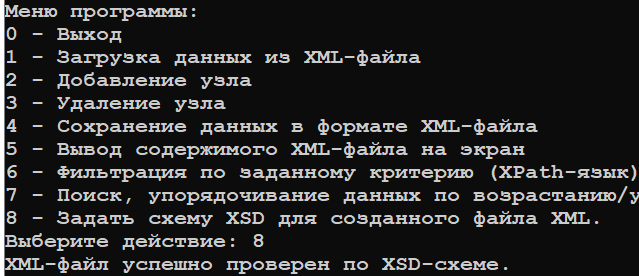 Меню программы:
0 - Выход
1 - Загрузка данных из XML-файла
2 - Добавление узла
3 - Удаление узла
4 - Сохранение данных в формате XML-файла
5 - Вывод содержимого XML-файла на экран
6 - Фильтрация по заданному критерию (XPath-язык)
7 - Поиск, упорядочивание данных по возрастанию/у
8 - Задать схему XSD для созданного файла XML.
Выберите действие: 8
XML-файл успешно проверен по XSD-схеме.